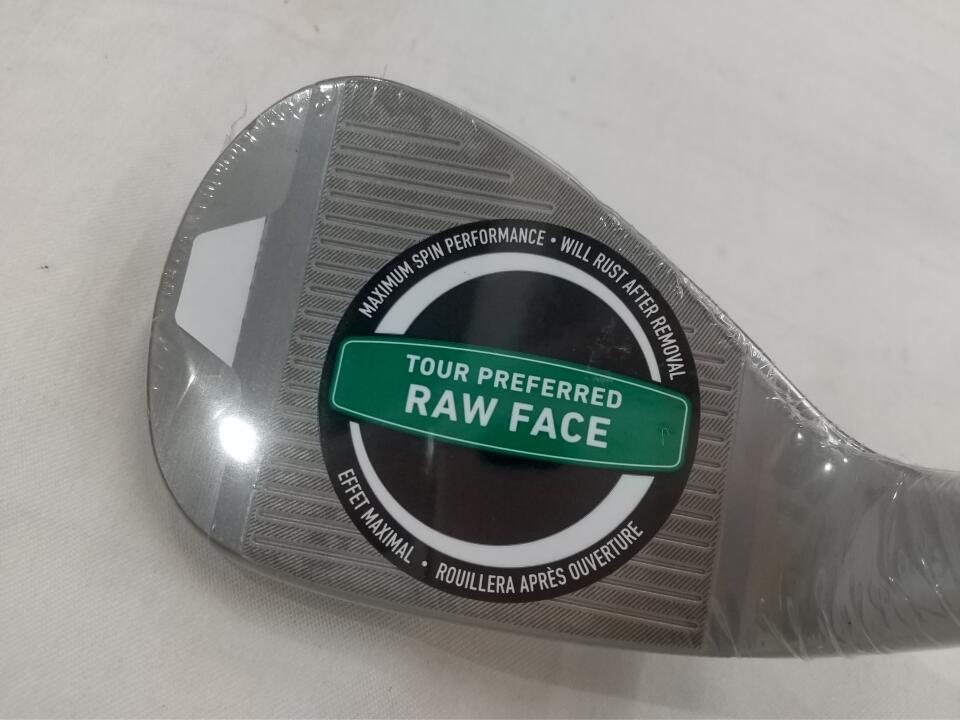 MAXIMUM SPIN PERFORMANCE • WILL RUST AFTER REMOVAL
TOUR PREFERRED
RAW FACE
EFFET MAXIMAL • ROUILLERA APRÈS OUVERTURE